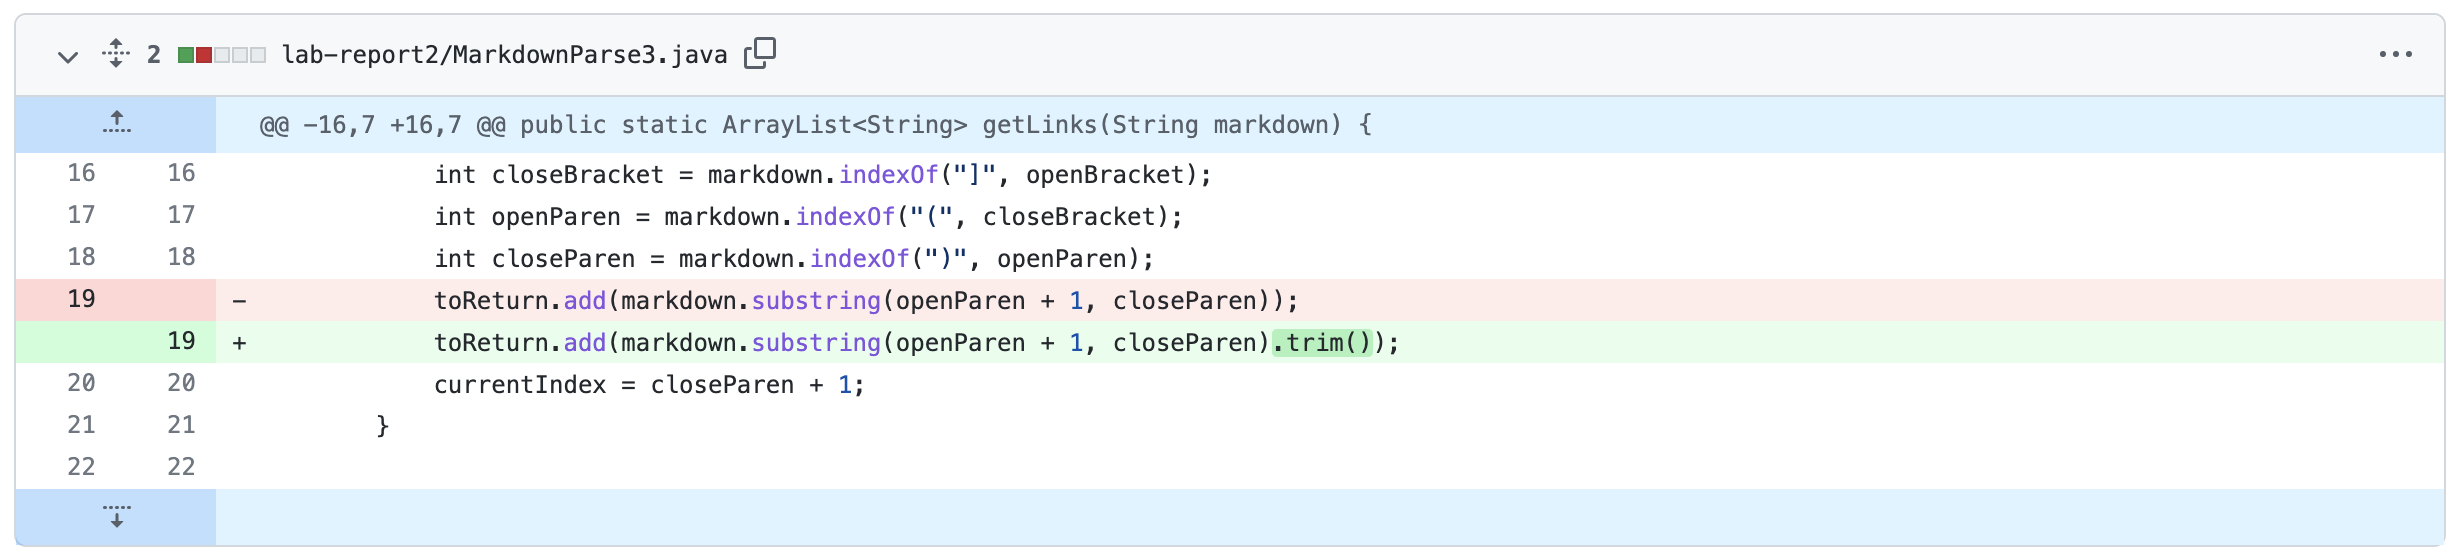 2 lab-report2/MarkdownParse3.java
@@ -16,7 +16,7 @@ public static ArrayList<String> getLinks(String markdown) {
16 16 int closeBracket = markdown.indexOf("]", openBracket);
17 17 int openParen = markdown.indexOf("(", closeBracket);
18 18 int closeParen = markdown.indexOf(")", openParen);
19 - toReturn.add(markdown.substring(openParen + 1, closeParen));
19 + toReturn.add(markdown.substring(openParen + 1, closeParen).trim());
20 20 currentIndex = closeParen + 1;
21 21 }
22 22